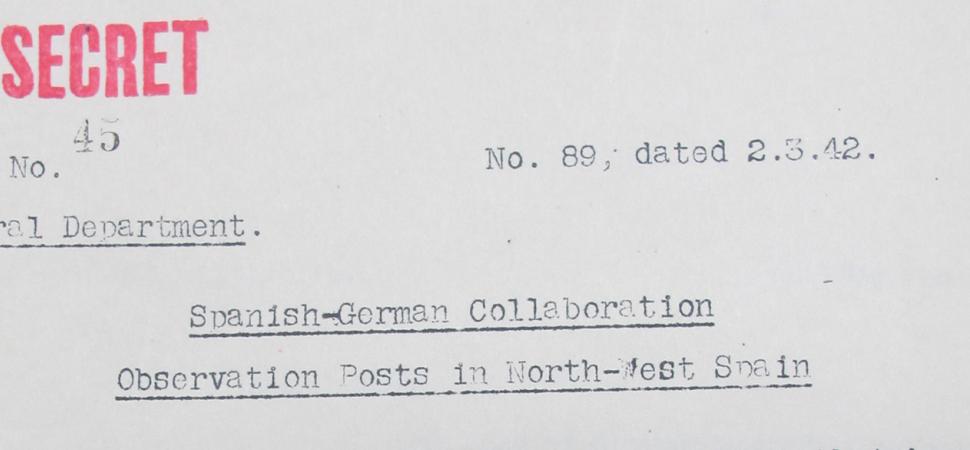 SECRET
45
No.
No. 89, dated 2.3.42.
ral Department.
Spanish-German Collaboration
Observation Posts in North-West Spain